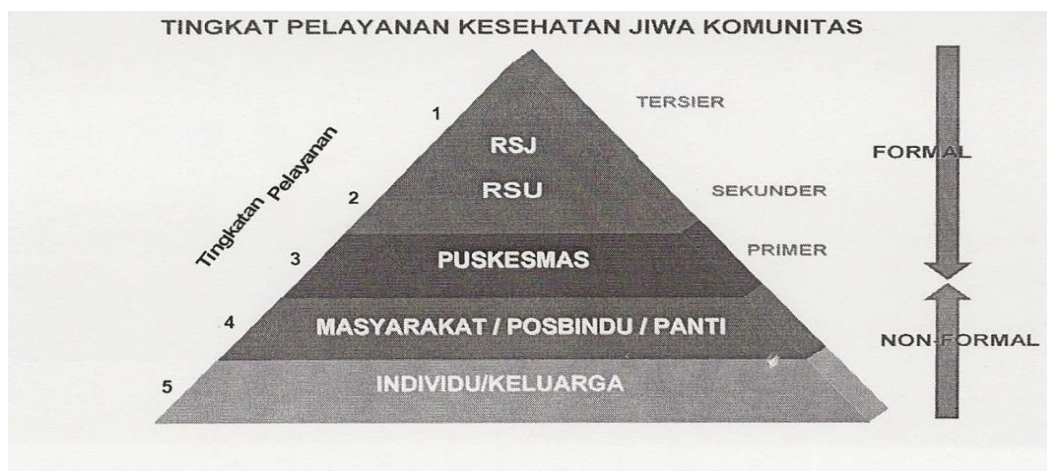 TINGKAT PELAYANAN KESEHATAN JIWA KOMUNITAS
Tingkatan Pelayanan
1
RSJ
TERSIER
FORMAL
2
RSU
SEKUNDER
3
PUSKESMAS
PRIMER
4
MASYARAKAT / POSBINDU / PANTI
NON-FORMAL
5
INDIVIDU/KELUARGA